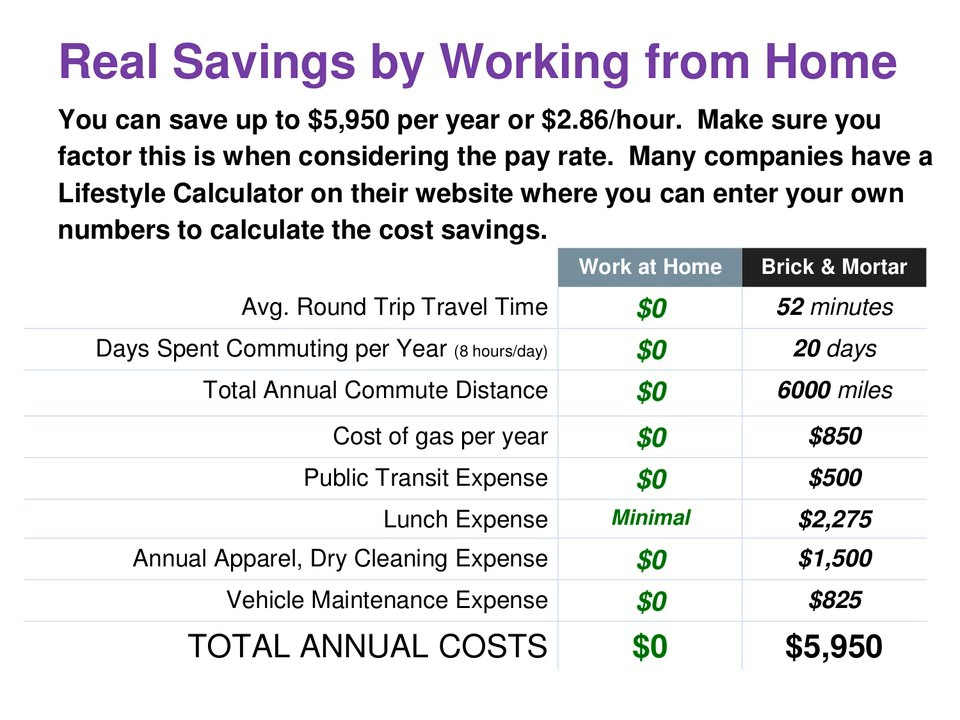 Real Savings by Working from Home
You can save up to $5,950 per year or $2.86/hour.  Make sure you
factor this is when considering the pay rate.  Many companies have a
Lifestyle Calculator on their website where you can enter your own
numbers to calculate the cost savings.
Work at Home Brick & Mortar
Avg. Round Trip Travel Time $0 52 minutes
Days Spent Commuting per Year (8 hours/day) $0 20 days
Total Annual Commute Distance $0 6000 miles
Cost of gas per year $0 $850
Public Transit Expense $0 $500
Lunch Expense Minimal $2,275
Annual Apparel, Dry Cleaning Expense $0 $1,500
Vehicle Maintenance Expense $0 $825
TOTAL ANNUAL COSTS $0 $5,950